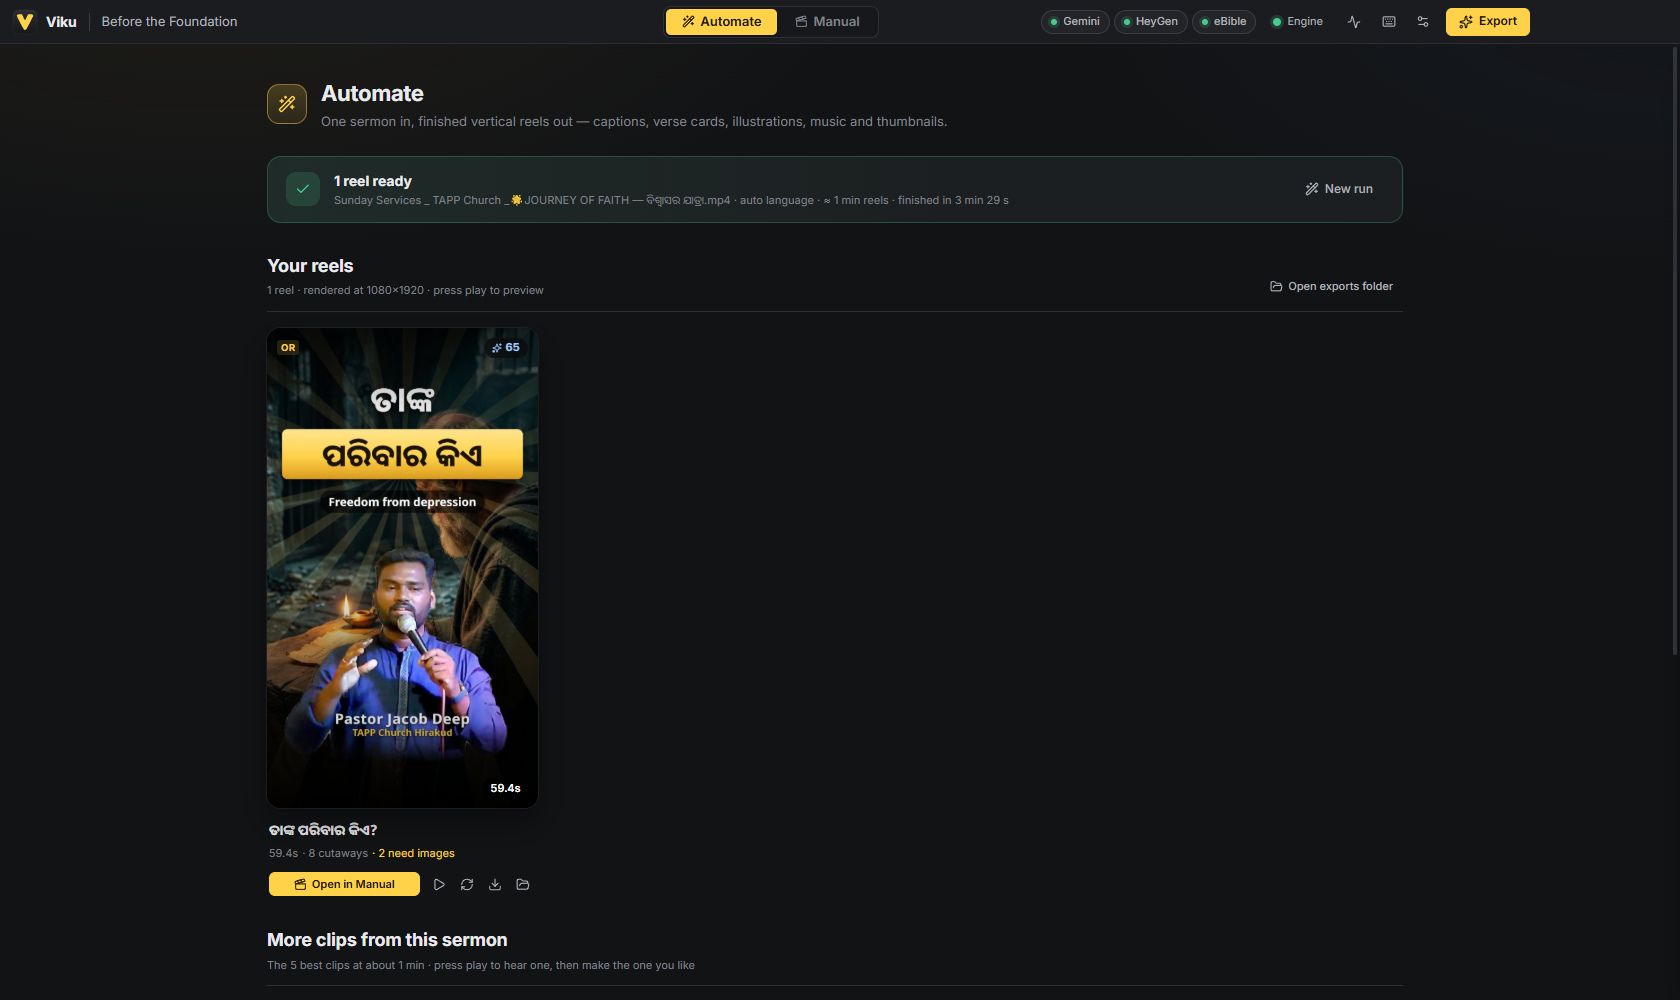 Viku
Before the Foundation
Automate
Manual
Gemini
HeyGen
eBible
Engine
Export
Automate
One sermon in, finished vertical reels out — captions, verse cards, illustrations, music and thumbnails.
1 reel ready
Sunday Services _ TAPP Church _🌟JOURNEY OF FAITH — ବିଶ୍ୱାସର ଯାତ୍ରା.mp4 · auto language · ≈ 1 min reels · finished in 3 min 29 s
New run
Your reels
1 reel · rendered at 1080×1920 · press play to preview
Open exports folder
OR
65
ତାଙ୍କ
ପରିବାର କିଏ
Freedom from depression
Pastor Jacob Deep
TAPP Church Hirakud
59.4s
ତାଙ୍କ ପରିବାର କିଏ?
59.4s · 8 cutaways · 2 need images
Open in Manual
More clips from this sermon
The 5 best clips at about 1 min · press play to hear one, then make the one you like